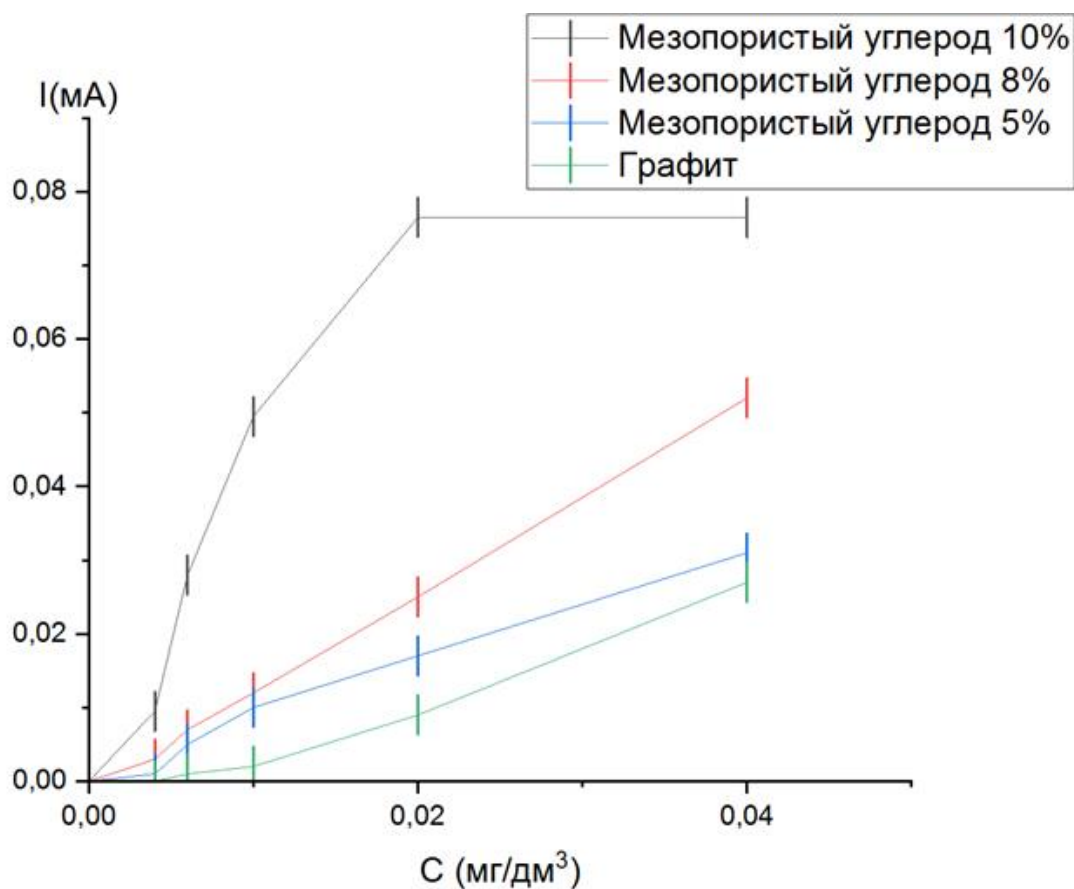 Мезопористый углерод 10%
Мезопористый углерод 8%
Мезопористый углерод 5%
Графит
I(мА)
0,08
0,06
0,04
0,02
0,00
0,00 0,02 0,04
С (мг/дм³)